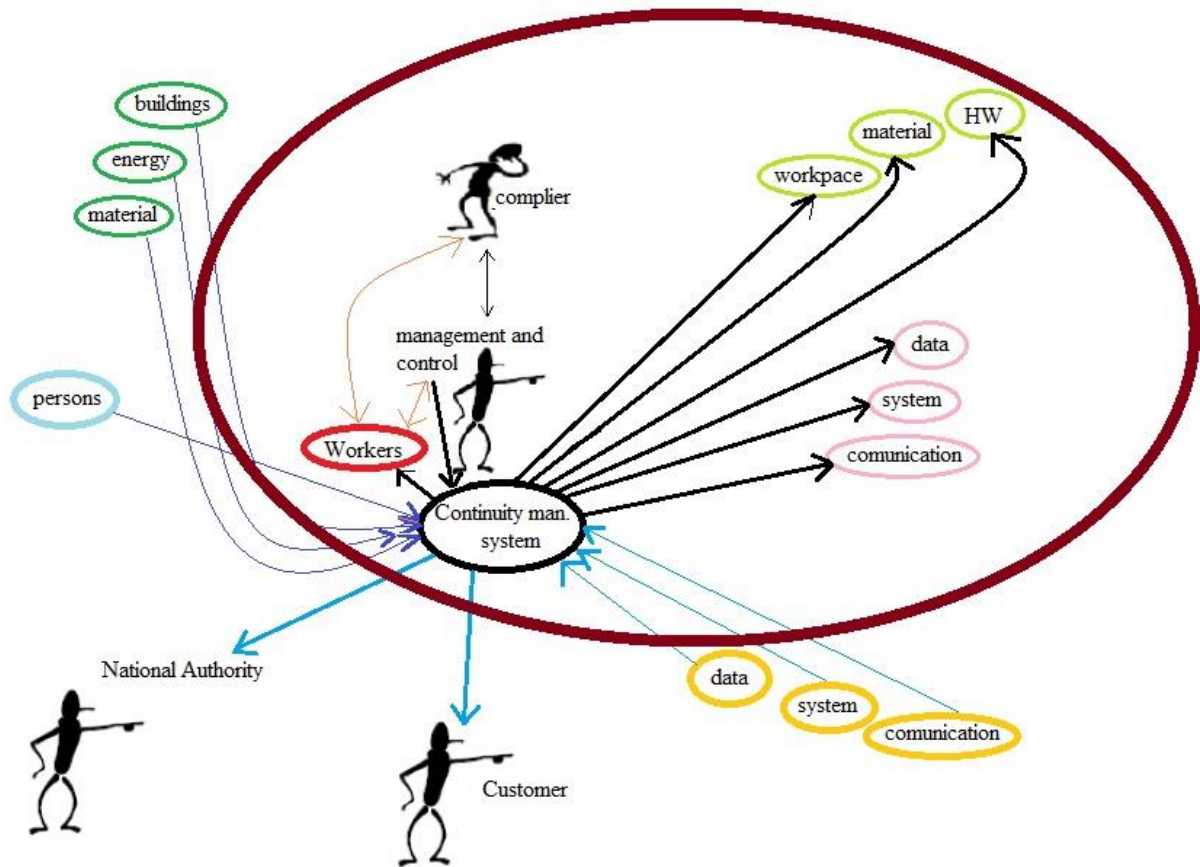 buildings
energy
material
persons
complier
management and
control
Workers
Continuity man.
system
workpace
material
HW
data
system
comunication
National Authority
Customer
data
system
comunication